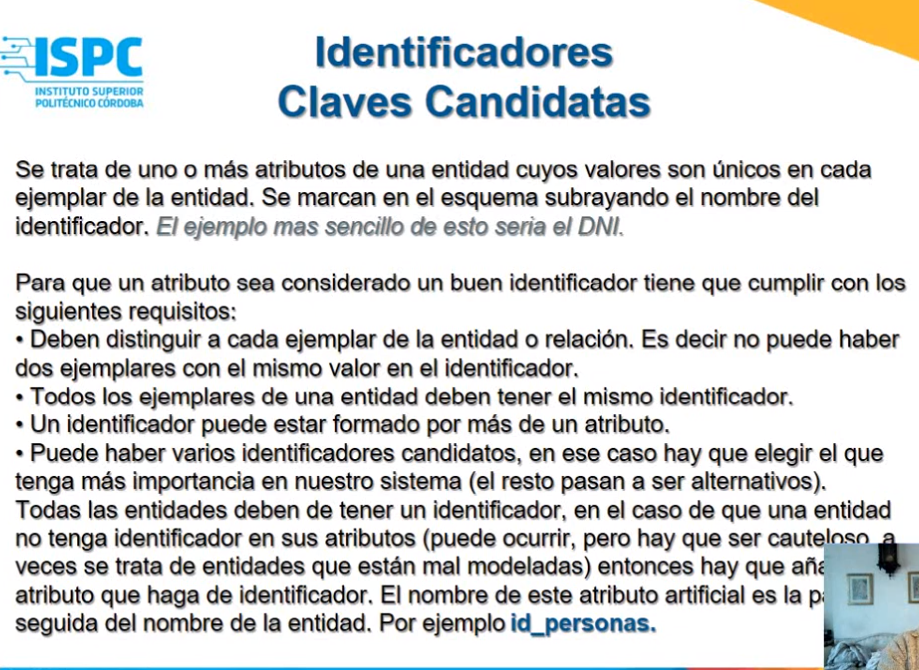 ISPC
INSTITUTO SUPERIOR
POLITÉCNICO CÓRDOBA
Identificadores
Claves Candidatas
Se trata de uno o más atributos de una entidad cuyos valores son únicos en cada
ejemplar de la entidad. Se marcan en el esquema subrayando el nombre del
identificador. El ejemplo mas sencillo de esto seria el DNI.
Para que un atributo sea considerado un buen identificador tiene que cumplir con los
siguientes requisitos:
• Deben distinguir a cada ejemplar de la entidad o relación. Es decir no puede haber
dos ejemplares con el mismo valor en el identificador.
• Todos los ejemplares de una entidad deben tener el mismo identificador.
• Un identificador puede estar formado por más de un atributo.
• Puede haber varios identificadores candidatos, en ese caso hay que elegir el que
tenga más importancia en nuestro sistema (el resto pasan a ser alternativos).
Todas las entidades deben de tener un identificador, en el caso de que una entidad
no tenga identificador en sus atributos (puede ocurrir, pero hay que ser cauteloso, a
veces se trata de entidades que están mal modeladas) entonces hay que
atributo que haga de identificador. El nombre de este atributo artificial es la
seguida del nombre de la entidad. Por ejemplo id_personas.